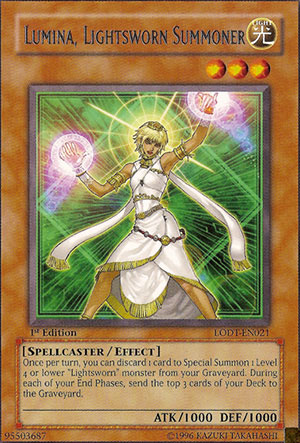 LUMINA, LIGHTSWORN SUMMONER
LIGHT
光
1st Edition
LODT-EN021
[SPELLCASTER / EFFECT]
Once per turn, you can discard 1 card to Special Summon 1 Level
4 or lower "Lightsworn" monster from your Graveyard. During
each of your End Phases, send the top 3 cards of your Deck to
the Graveyard.
ATK/1000 DEF/1000
95503687
©1996 KAZUKI TAKAHASHI